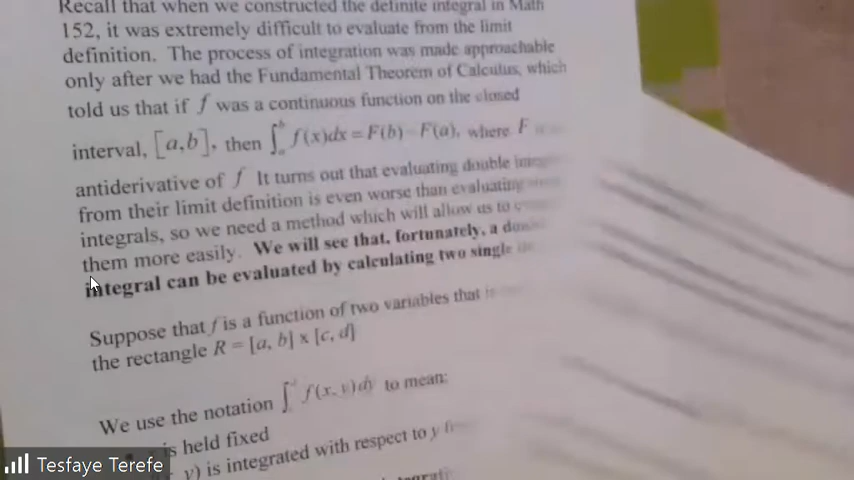 Recall that when we constructed the definite integral in Math
152, it was extremely difficult to evaluate from the limit
definition. The process of integration was made approachable
only after we had the Fundamental Theorem of Calculus, which
told us that if f was a continuous function on the closed
interval, [a,b], then ∫_a^b f(x)dx = F(b) − F(a), where F
antiderivative of f It turns out that evaluating double
from their limit definition is even worse than evaluating
integrals, so we need a method which will allow us to
them more easily. We will see that, fortunately, a
integral can be evaluated by calculating two single
Suppose that f is a function of two variables that is
the rectangle R = [a, b] x [c, d]
We use the notation ∫ f(x, y)dy to mean:
is held fixed
y) is integrated with respect to y
Tesfaye Terefe